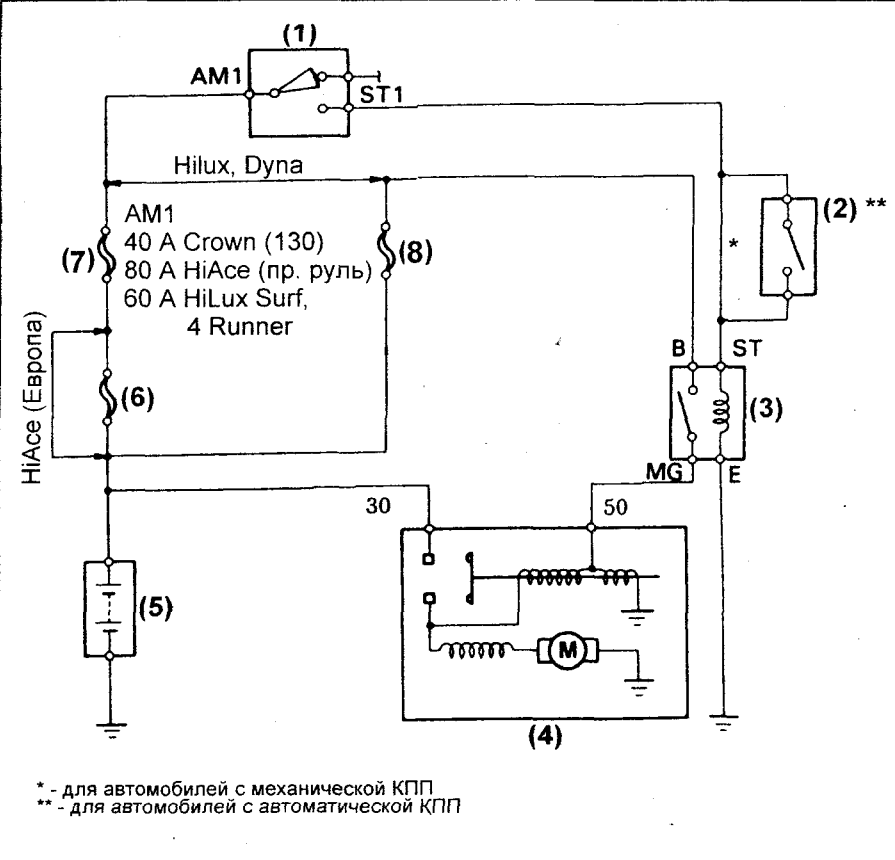 (1)
AM1
ST1
Hilux, Dyna
(2) **
*
(7)
AM1
40 A Crown (130)
80 A HiAce (пр. руль)
60 A HiLux Surf,
4 Runner
(8)
HiAce (Европа)
(6)
B
ST
(3)
MG
E
30
50
(5)
M
(4)
* - для автомобилей с механической КПП
** - для автомобилей с автоматической КПП